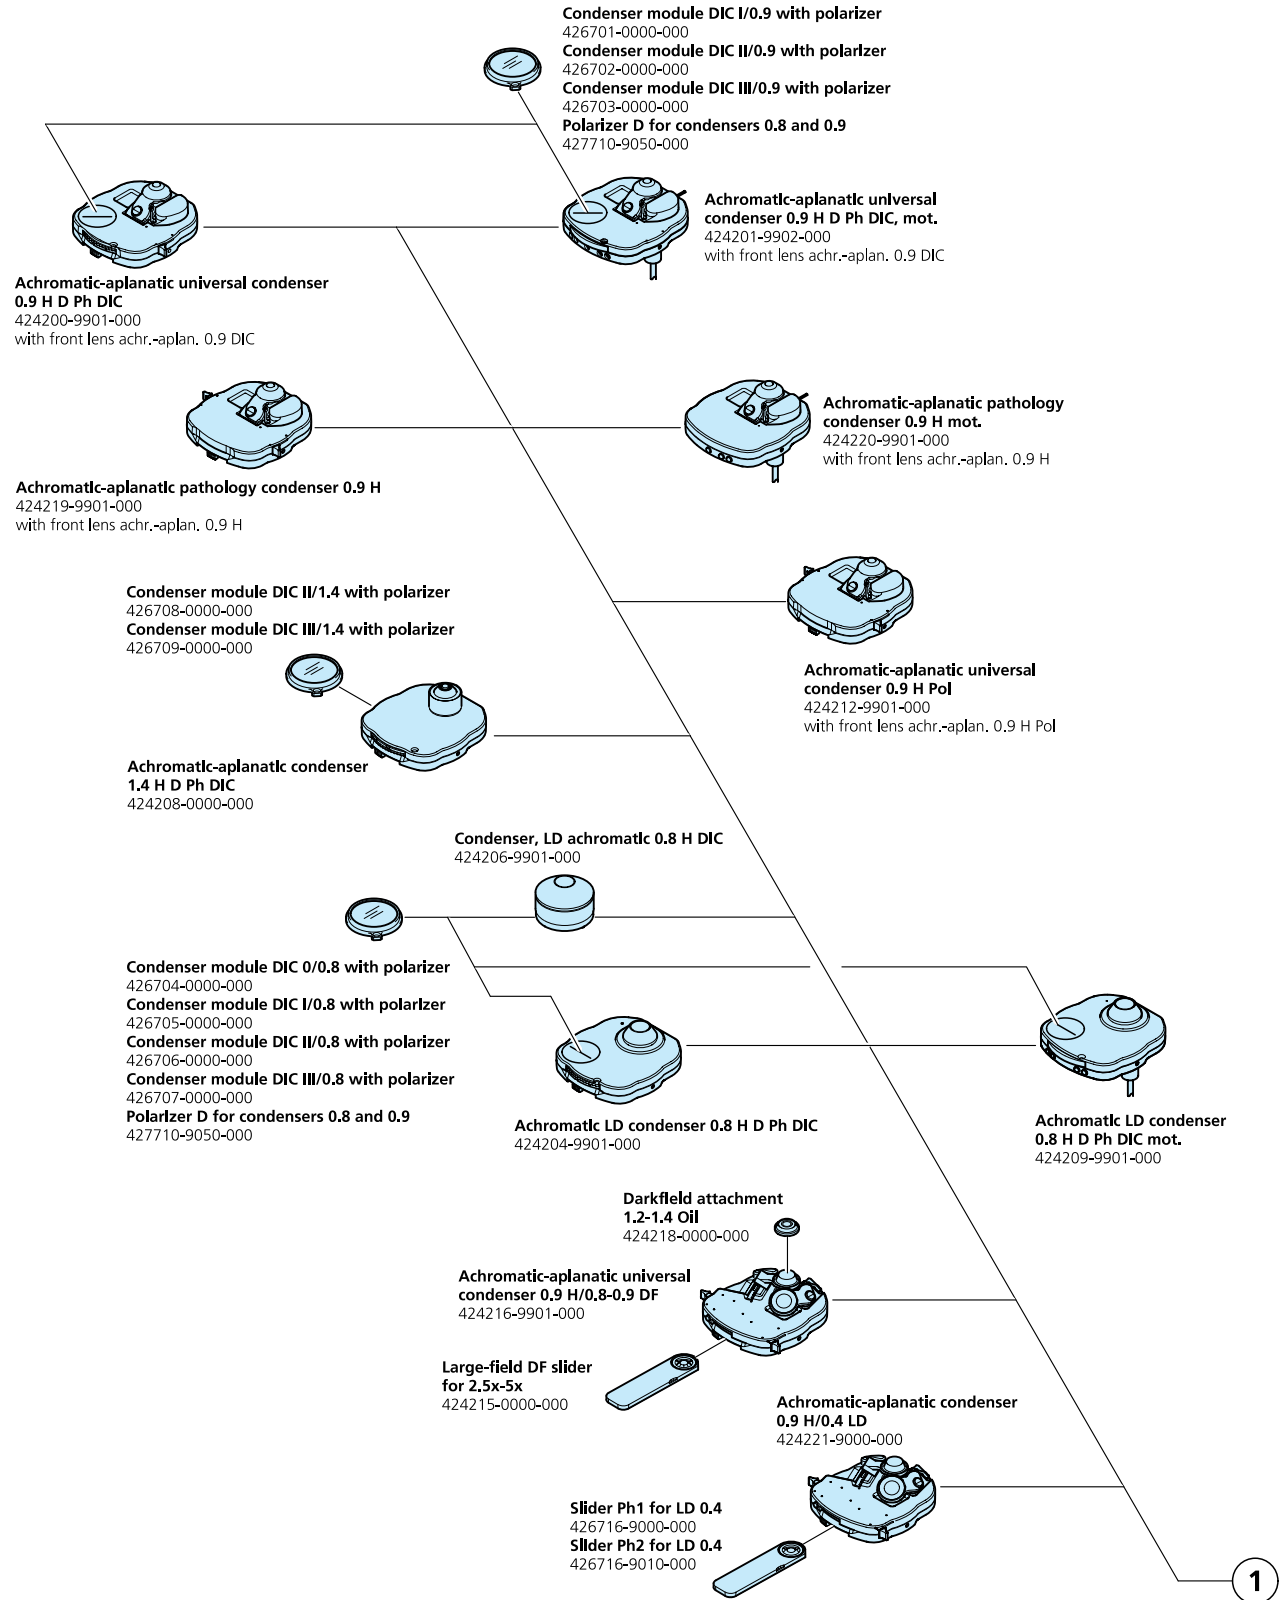 Condenser module DIC I/0.9 with polarizer
426701-0000-000
Condenser module DIC II/0.9 with polarizer
426702-0000-000
Condenser module DIC III/0.9 with polarizer
426703-0000-000
Polarizer D for condensers 0.8 and 0.9
427710-9050-000
Achromatic-aplanatic universal
condenser 0.9 H D Ph DIC, mot.
424201-9902-000
with front lens achr.-aplan. 0.9 DIC
Achromatic-aplanatic universal condenser
0.9 H D Ph DIC
424200-9901-000
with front lens achr.-aplan. 0.9 DIC
Achromatic-aplanatic pathology
condenser 0.9 H mot.
424220-9901-000
with front lens achr.-aplan. 0.9 H
Achromatic-aplanatic pathology condenser 0.9 H
424219-9901-000
with front lens achr.-aplan. 0.9 H
Condenser module DIC II/1.4 with polarizer
426708-0000-000
Condenser module DIC III/1.4 with polarizer
426709-0000-000
Achromatic-aplanatic universal
condenser 0.9 H Pol
424212-9901-000
with front lens achr.-aplan. 0.9 H Pol
Achromatic-aplanatic condenser
1.4 H D Ph DIC
424208-0000-000
Condenser, LD achromatic 0.8 H DIC
424206-9901-000
Condenser module DIC 0/0.8 with polarizer
426704-0000-000
Condenser module DIC I/0.8 with polarizer
426705-0000-000
Condenser module DIC II/0.8 with polarizer
426706-0000-000
Condenser module DIC III/0.8 with polarizer
426707-0000-000
Polarizer D for condensers 0.8 and 0.9
427710-9050-000
Achromatic LD condenser 0.8 H D Ph DIC
424204-9901-000
Achromatic LD condenser
0.8 H D Ph DIC mot.
424209-9901-000
Darkfield attachment
1.2-1.4 Oil
424218-0000-000
Achromatic-aplanatic universal
condenser 0.9 H/0.8-0.9 DF
424216-9901-000
Large-field DF slider
for 2.5x-5x
424215-0000-000
Achromatic-aplanatic condenser
0.9 H/0.4 LD
424221-9000-000
Slider Ph1 for LD 0.4
426716-9000-000
Slider Ph2 for LD 0.4
426716-9010-000
1